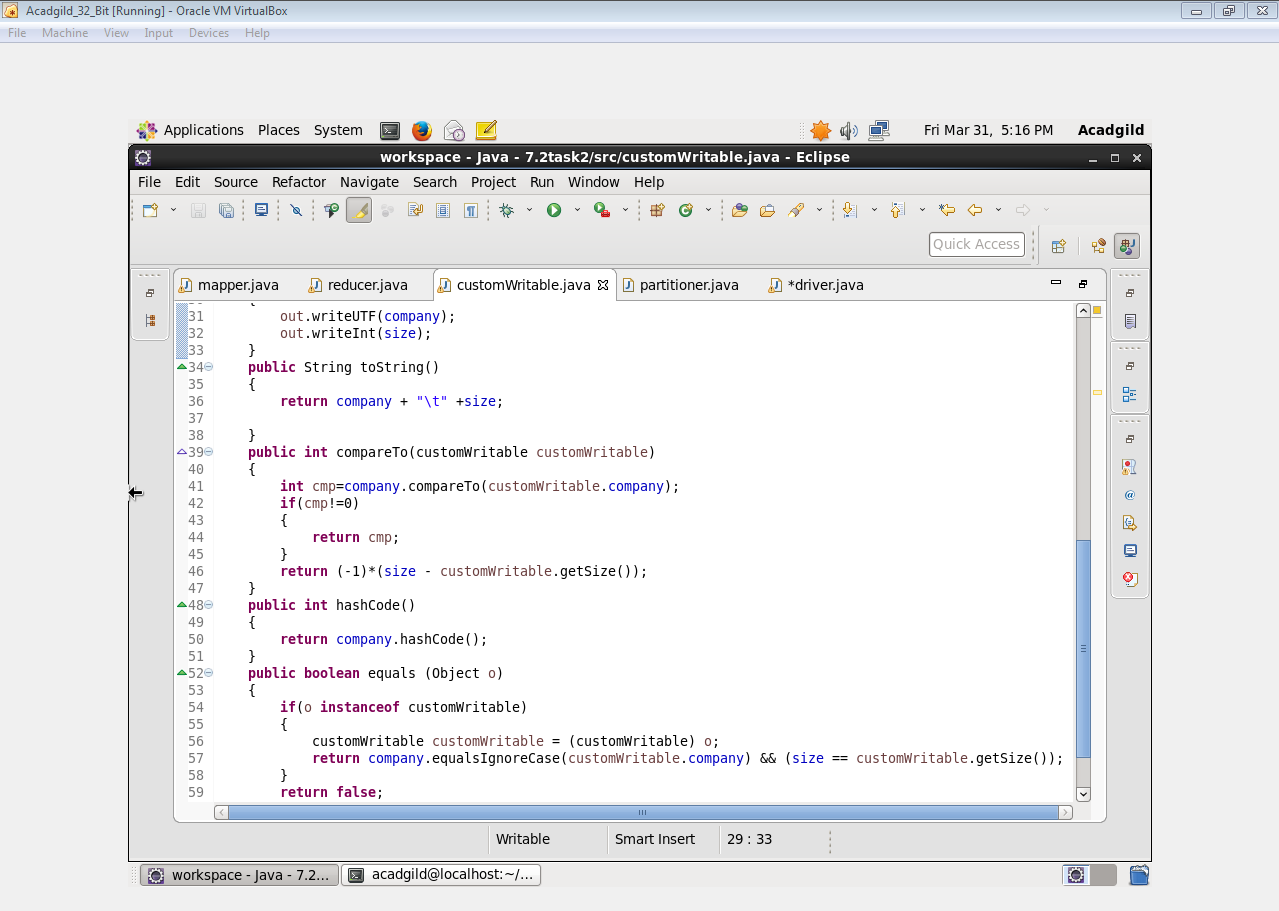 Acadgild_32_Bit [Running] - Oracle VM VirtualBox
File Machine View Input Devices Help
Applications Places System Fri Mar 31, 5:16 PM Acadgild
workspace - Java - 7.2task2/src/customWritable.java - Eclipse
File Edit Source Refactor Navigate Search Project Run Window Help
Quick Access
mapper.java reducer.java customWritable.java partitioner.java *driver.java
31 out.writeUTF(company);
32 out.writeInt(size);
33 }
34 public String toString()
35 {
36 return company + "\t" +size;
37
38 }
39 public int compareTo(customWritable customWritable)
40 {
41 int cmp=company.compareTo(customWritable.company);
42 if(cmp!=0)
43 {
44 return cmp;
45 }
46 return (-1)*(size - customWritable.getSize());
47 }
48 public int hashCode()
49 {
50 return company.hashCode();
51 }
52 public boolean equals (Object o)
53 {
54 if(o instanceof customWritable)
55 {
56 customWritable customWritable = (customWritable) o;
57 return company.equalsIgnoreCase(customWritable.company) && (size == customWritable.getSize());
58 }
59 return false;
Writable Smart Insert 29 : 33
workspace - Java - 7.2... acadgild@localhost:~/...